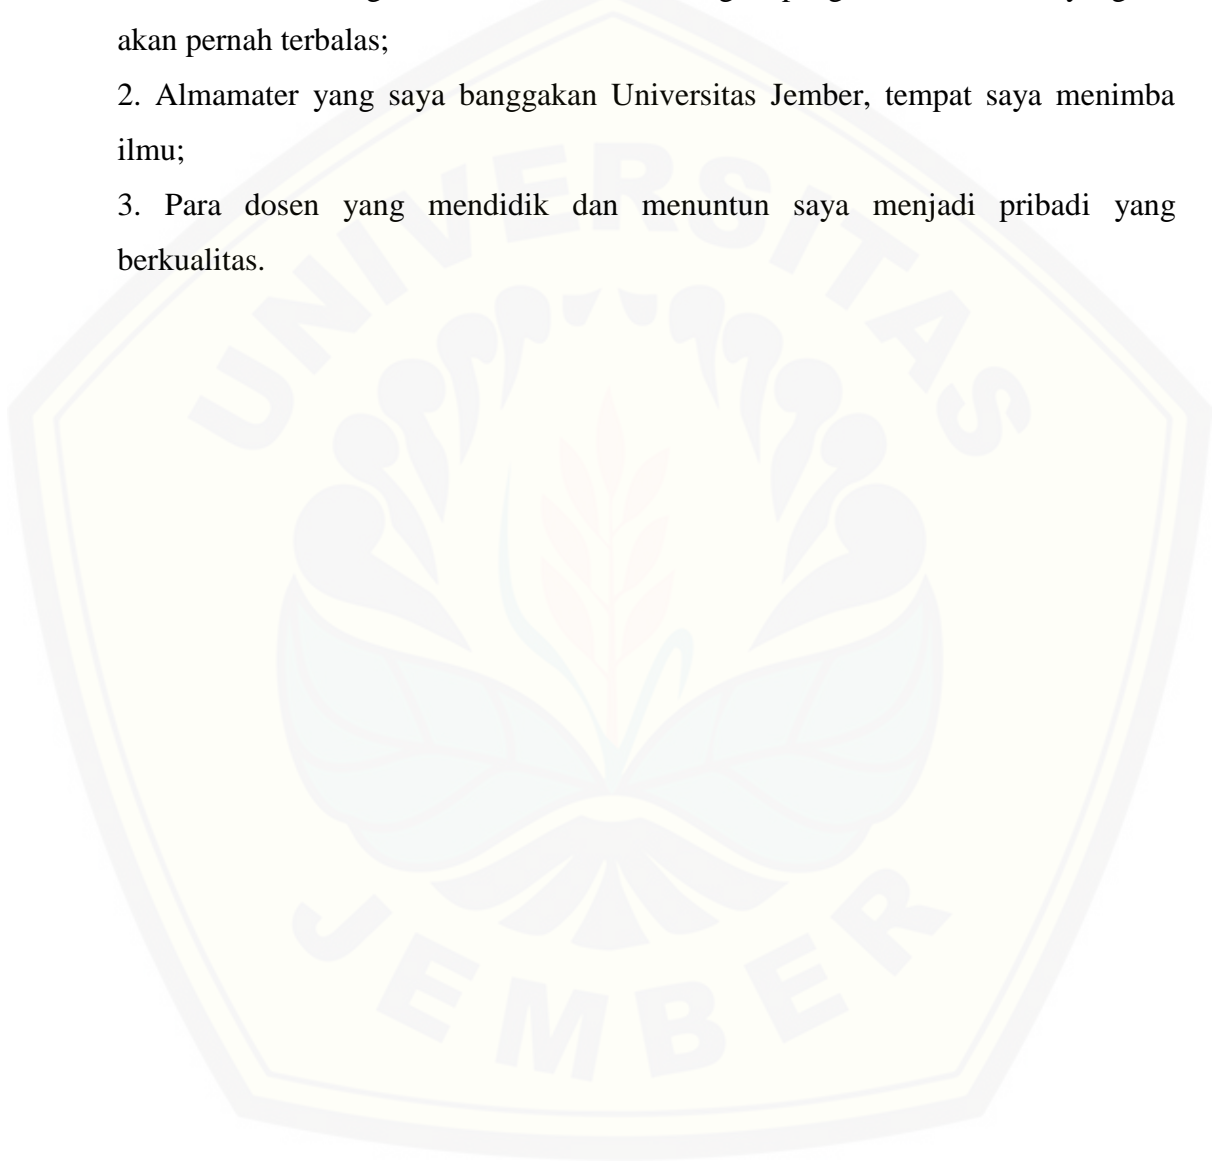 akan pernah terbalas;
2. Almamater yang saya banggakan Universitas Jember, tempat saya menimba
ilmu;
3. Para dosen yang mendidik dan menuntun saya menjadi pribadi yang
berkualitas.
UNIVERSITAS
JEMBER